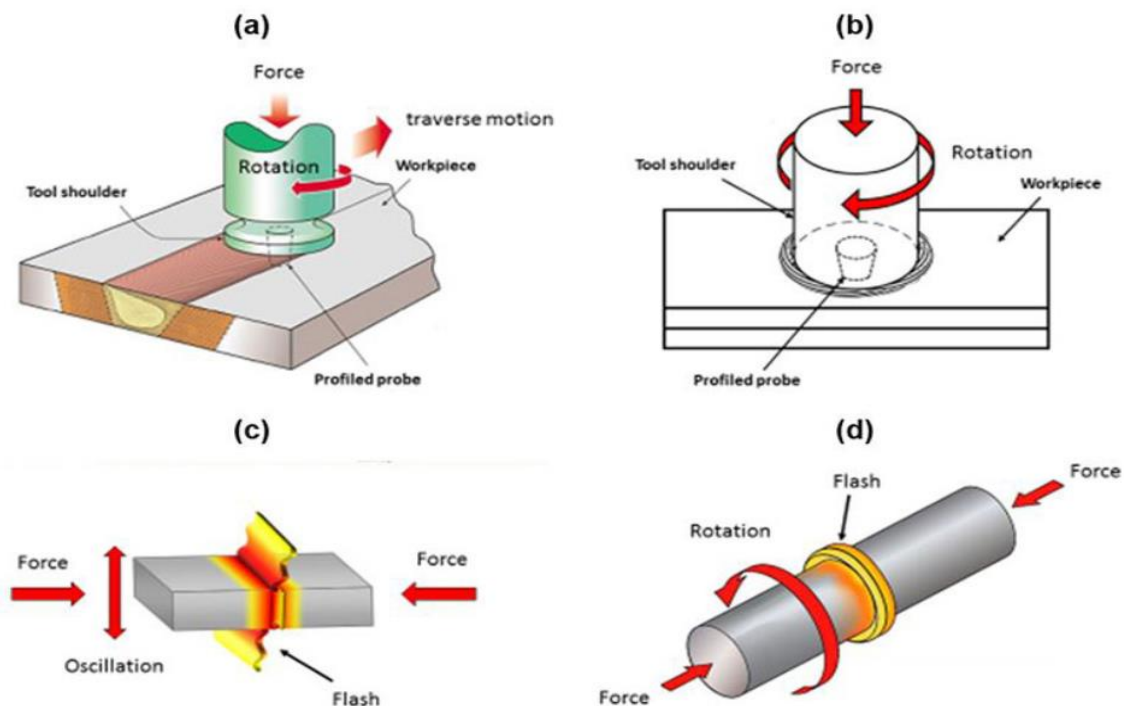 (a)
Force
traverse motion
Rotation
Workpiece
Tool shoulder
Profiled probe
(b)
Force
Rotation
Tool shoulder
Workpiece
Profiled probe
(c)
Force
Force
Oscillation
Flash
(d)
Force
Flash
Rotation
Force